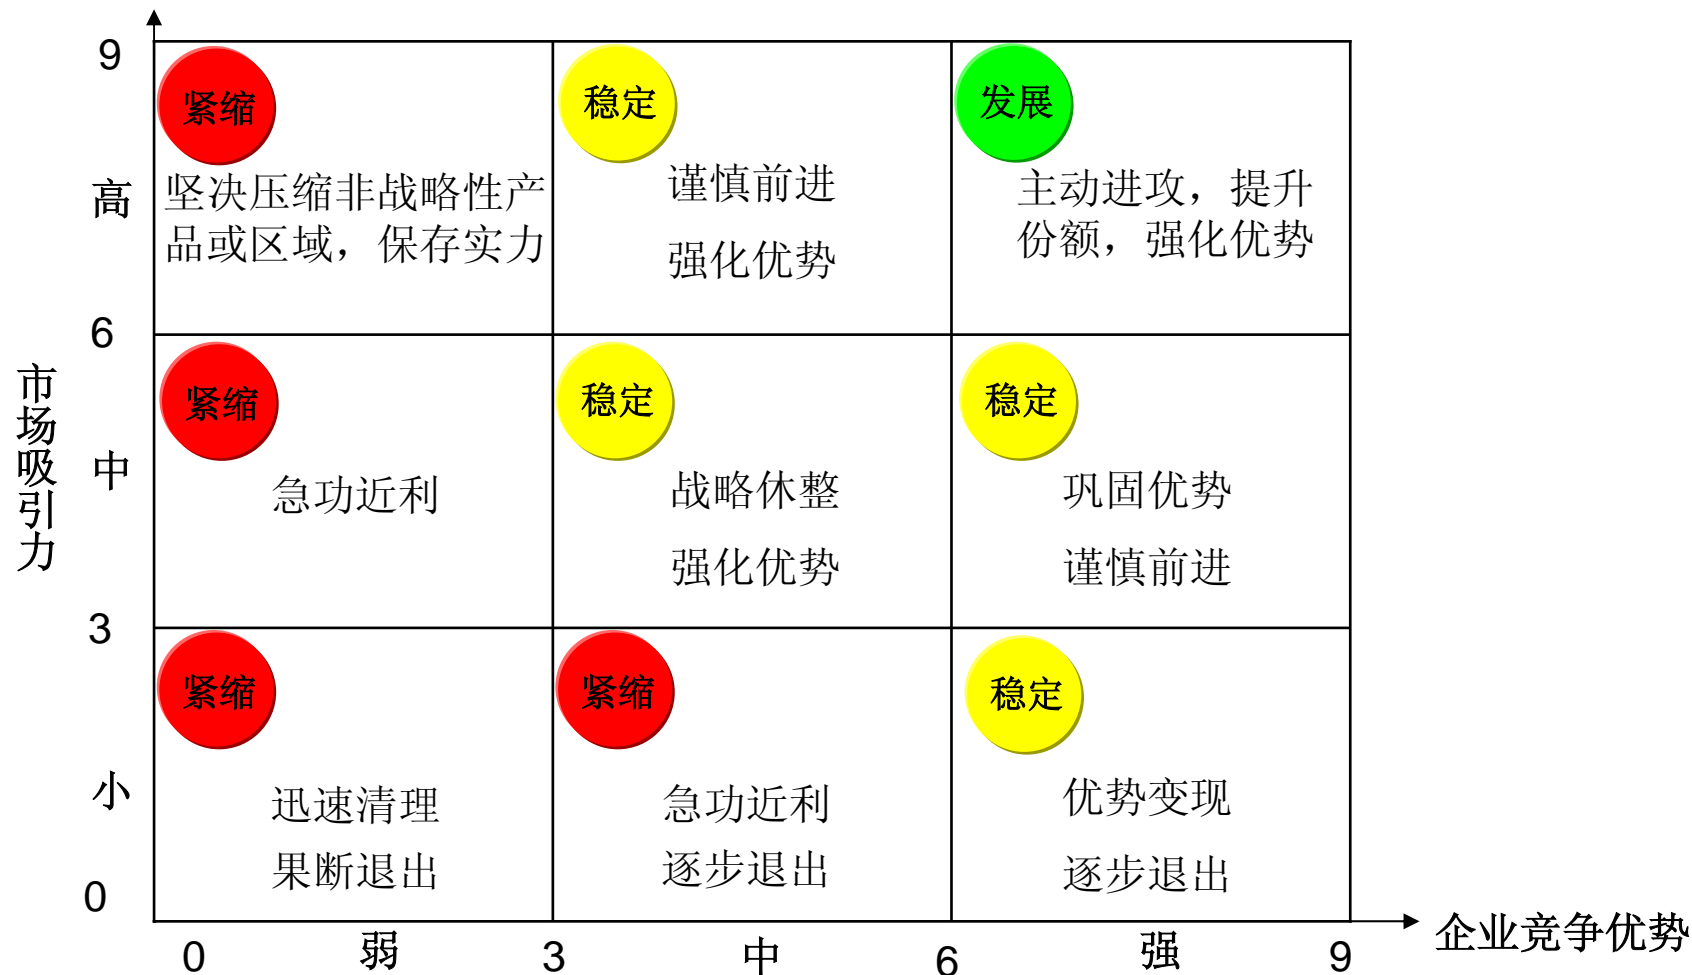 9
紧缩
稳定
发展
高
坚决压缩非战略性产
品或区域，保存实力
谨慎前进
强化优势
主动进攻，提升
份额，强化优势
6
市场吸引力
紧缩
稳定
稳定
中
急功近利
战略休整
强化优势
巩固优势
谨慎前进
3
紧缩
紧缩
稳定
小
迅速清理
果断退出
急功近利
逐步退出
优势变现
逐步退出
0
0
弱
3
中
6
强
9
企业竞争优势